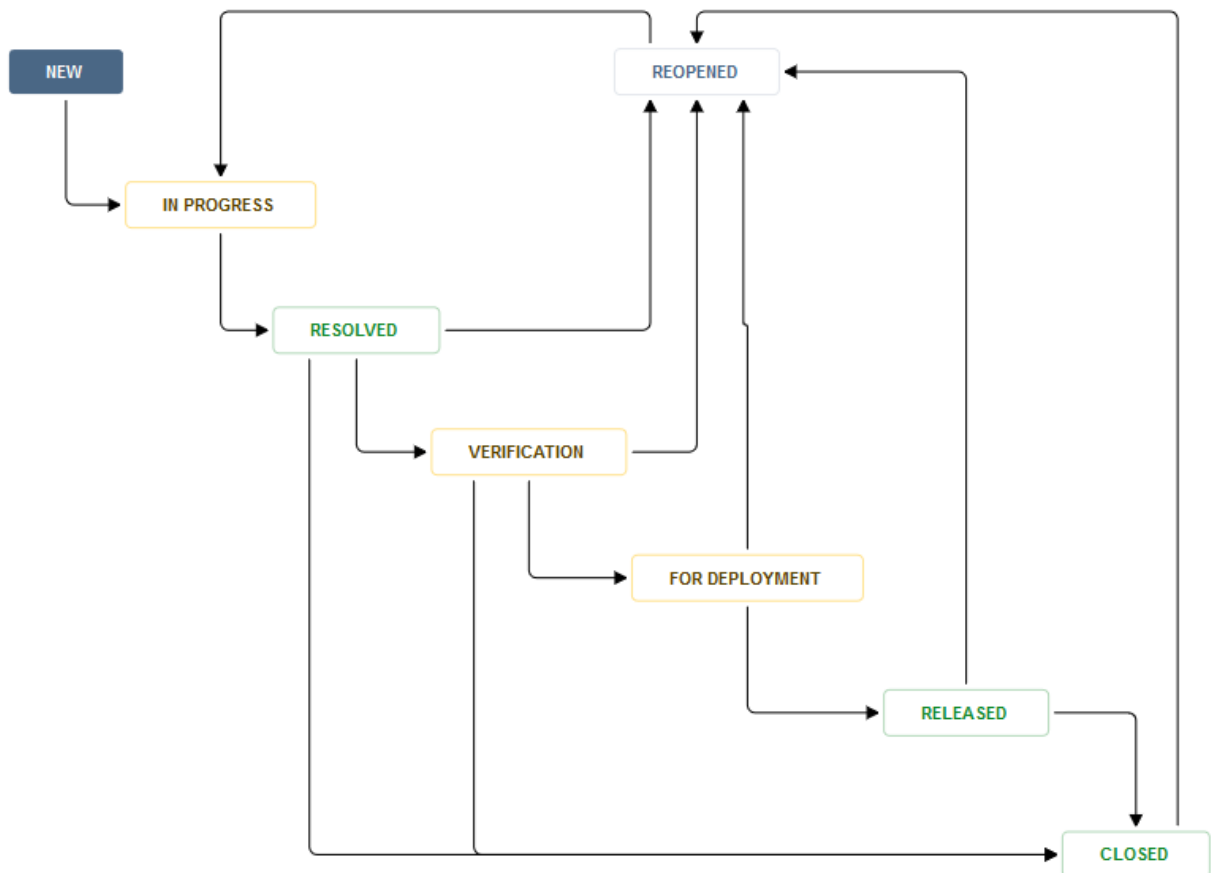 NEW
REOPENED
IN PROGRESS
RESOLVED
VERIFICATION
FOR DEPLOYMENT
RELEASED
CLOSED